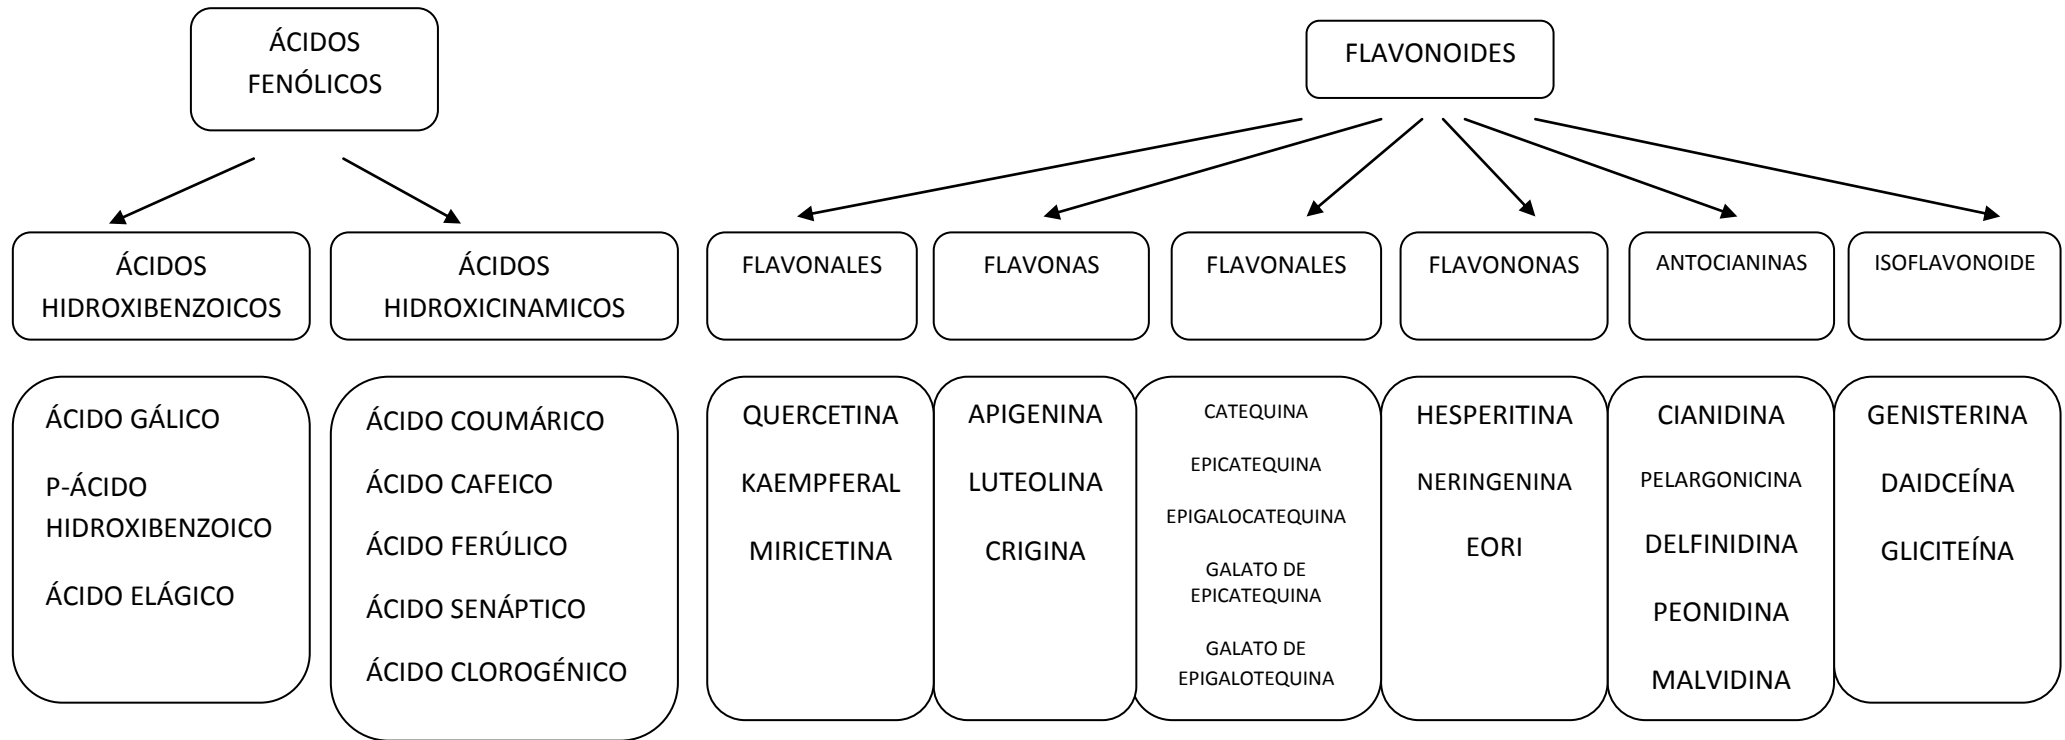 ÁCIDOS
FENÓLICOS
FLAVONOIDES
ÁCIDOS
HIDROXIBENZOICOS
ÁCIDOS
HIDROXICINAMICOS
FLAVONALES
FLAVONAS
FLAVONALES
FLAVONONAS
ANTOCIANINAS
ISOFLAVONOIDE
ÁCIDO GÁLICO
P-ÁCIDO
HIDROXIBENZOICO
ÁCIDO ELÁGICO
ÁCIDO COUMÁRICO
ÁCIDO CAFEICO
ÁCIDO FERÚLICO
ÁCIDO SENÁPTICO
ÁCIDO CLOROGÉNICO
QUERCETINA
KAEMPFERAL
MIRICETINA
APIGENINA
LUTEOLINA
CRIGINA
CATEQUINA
EPICATEQUINA
EPIGALOCATEQUINA
GALATO DE
EPICATEQUINA
GALATO DE
EPIGALOTEQUINA
HESPERITINA
NERINGENINA
EORI
CIANIDINA
PELARGONICINA
DELFINIDINA
PEONIDINA
MALVIDINA
GENISTERINA
DAIDCEÍNA
GLICITEÍNA